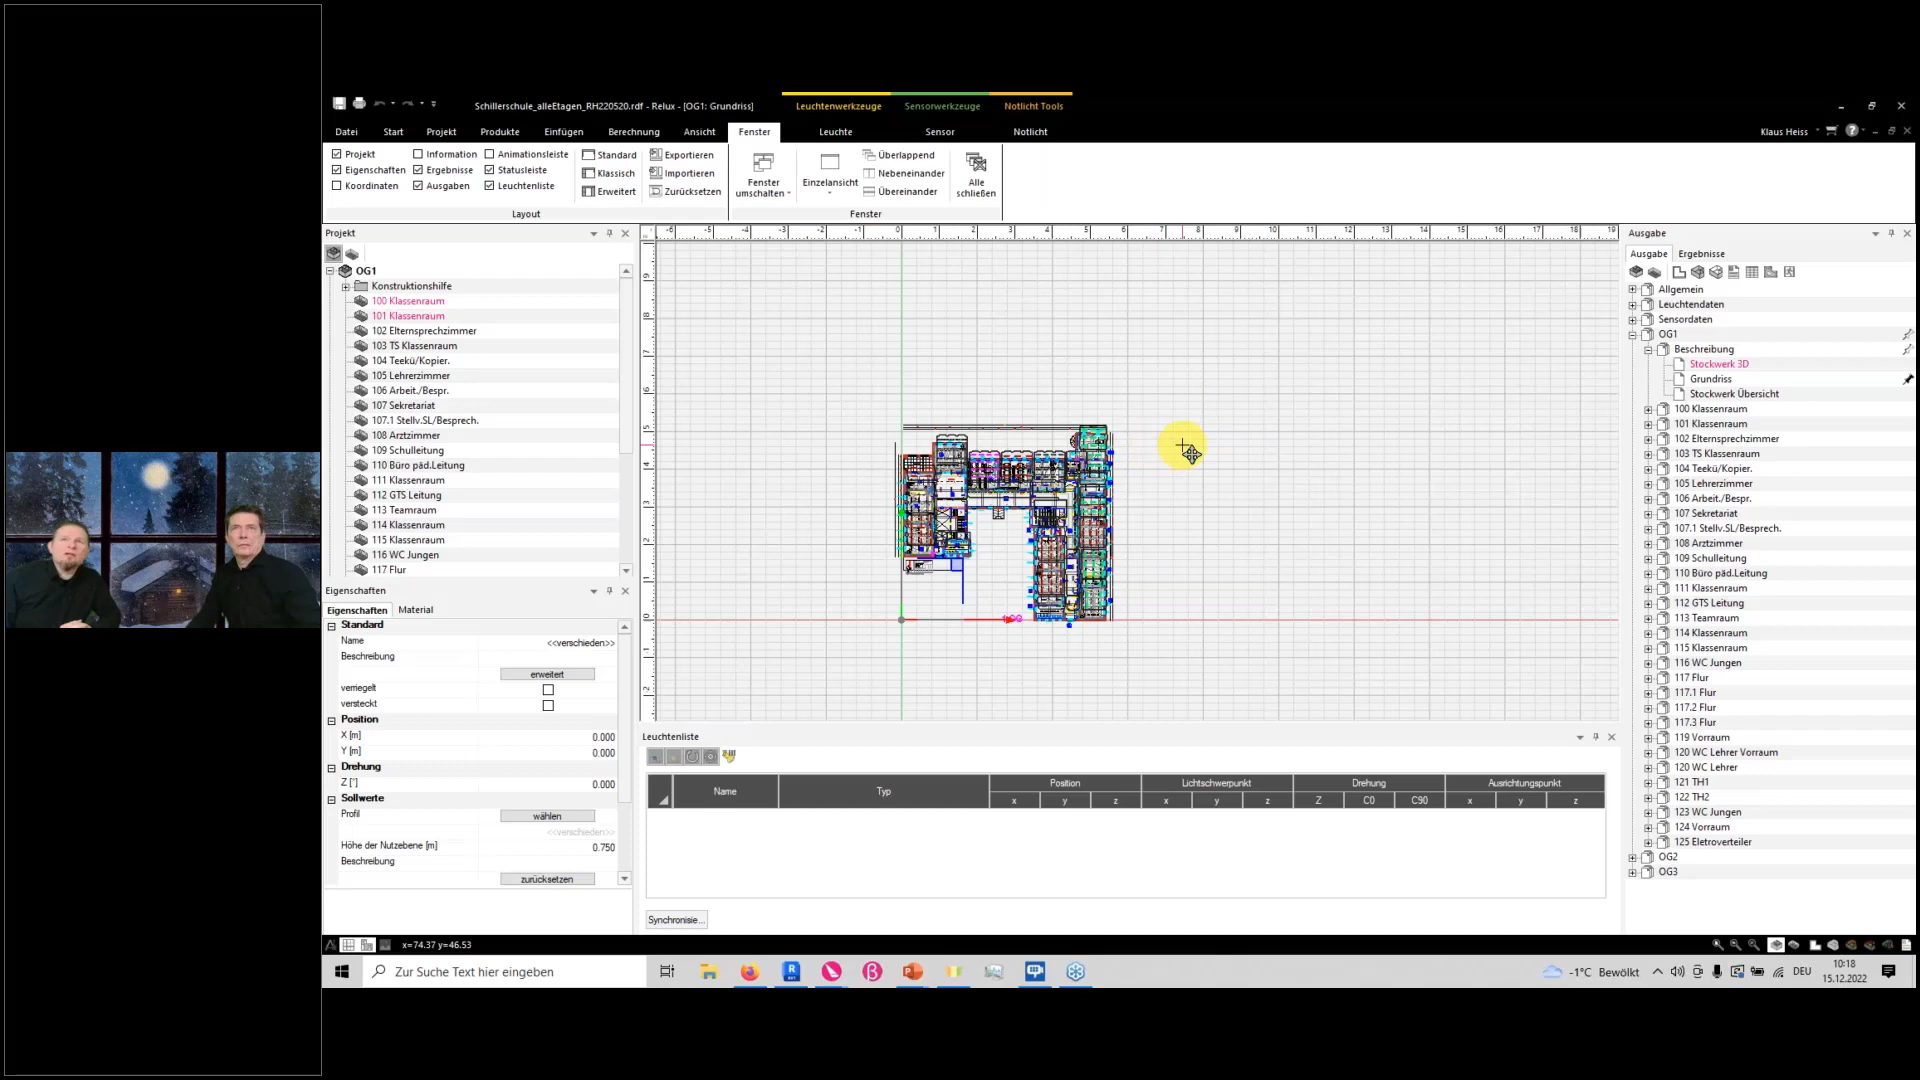 Schillerschule_alleEtagen_RH220520.rdf - Relux - [OG1: Grundriss]
Leuchtenwerkzeuge
Sensorwerkzeuge
Notlicht Tools
Datei Start Projekt Produkte Einfügen Berechnung Ansicht Fenster Leuchte Sensor Notlicht
Klaus Heiss
Projekt Information Animationsleiste Standard Exportieren
Eigenschaften Ergebnisse Statusleiste Klassisch Importieren
Koordinaten Ausgaben Leuchtenliste Erweitert Zurücksetzen
Layout
Fenster umschalten
Einzelansicht
Überlappend
Nebeneinander
Übereinander
Alle schließen
Fenster
Projekt
OG1
Konstruktionshilfe
100 Klassenraum
101 Klassenraum
102 Elternsprechzimmer
103 TS Klassenraum
104 Teekü/Kopier.
105 Lehrerzimmer
106 Arbeit./Bespr.
107 Sekretariat
107.1 Stellv.SL/Besprech.
108 Arztzimmer
109 Schulleitung
110 Büro päd.Leitung
111 Klassenraum
112 GTS Leitung
113 Teamraum
114 Klassenraum
115 Klassenraum
116 WC Jungen
117 Flur
Eigenschaften
Eigenschaften Material
Standard
Name <<verschieden>>
Beschreibung
erweitert
verriegelt
versteckt
Position
X [m] 0.000
Y [m] 0.000
Drehung
Z [°] 0.000
Sollwerte
Profil wählen
<<verschieden>>
Höhe der Nutzebene [m] 0.750
Beschreibung
zurücksetzen
Leuchtenliste
Name Typ Position Lichtschwerpunkt Drehung Ausrichtungspunkt
x y z x y z Z C0 C90 x y z
Synchronisie...
Ausgabe
Ausgabe Ergebnisse
Allgemein
Leuchtendaten
Sensordaten
OG1
Beschreibung
Stockwerk 3D
Grundriss
Stockwerk Übersicht
100 Klassenraum
101 Klassenraum
102 Elternsprechzimmer
103 TS Klassenraum
104 Teekü/Kopier.
105 Lehrerzimmer
106 Arbeit./Bespr.
107 Sekretariat
107.1 Stellv.SL/Besprech.
108 Arztzimmer
109 Schulleitung
110 Büro päd.Leitung
111 Klassenraum
112 GTS Leitung
113 Teamraum
114 Klassenraum
115 Klassenraum
116 WC Jungen
117 Flur
117.1 Flur
117.2 Flur
117.3 Flur
119 Vorraum
120 WC Lehrer Vorraum
120 WC Lehrer
121 TH1
122 TH2
123 WC Jungen
124 Vorraum
125 Eletroverteiler
OG2
OG3
x=74.37 y=46.53
Zur Suche Text hier eingeben
-1°C Bewölkt
DEU
10:18
15.12.2022